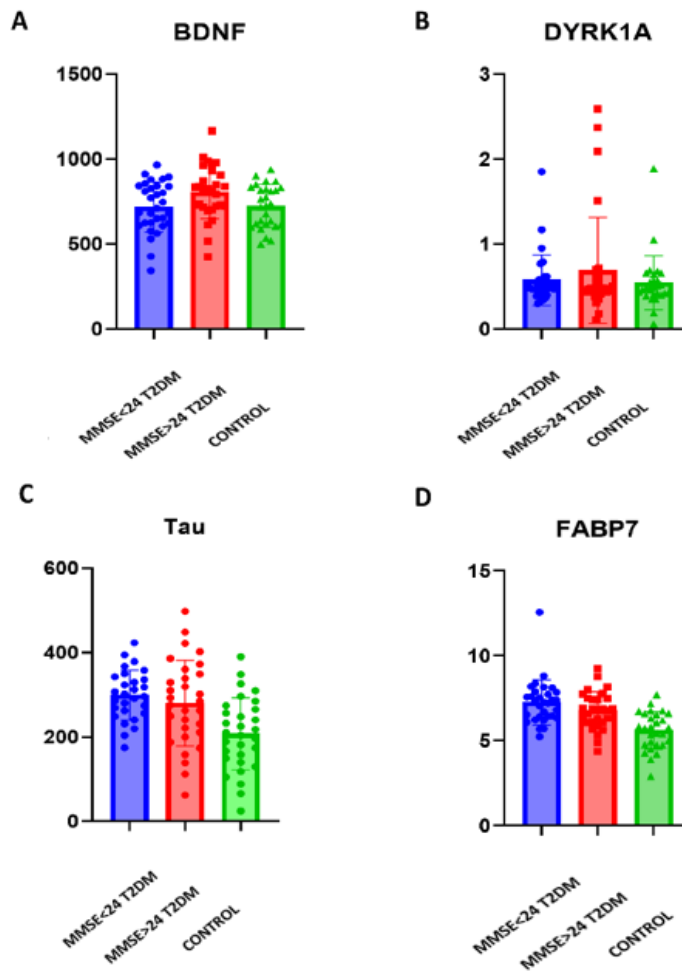 A
BDNF
1500
1000
500
0
MMSE<24 T2DM
MMSE>24 T2DM
CONTROL
B
DYRK1A
3
2
1
0
MMSE<24 T2DM
MMSE>24 T2DM
CONTROL
C
Tau
600
400
200
0
MMSE<24 T2DM
MMSE>24 T2DM
CONTROL
D
FABP7
15
10
5
0
MMSE<24 T2DM
MMSE>24 T2DM
CONTROL